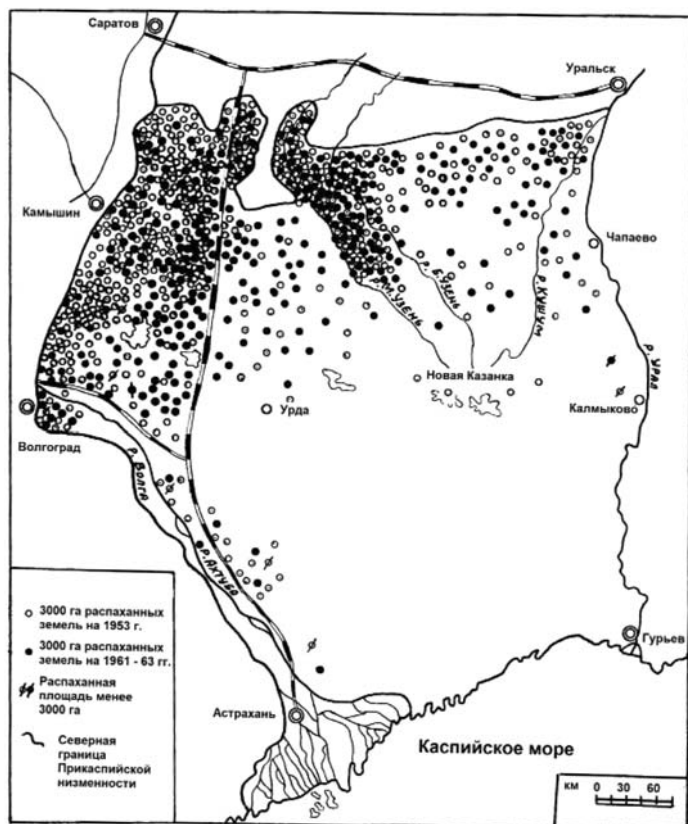 Саратов
Уральск
Камышин
Чапаево
р. М. УЗЕНЬ
р. Б. УЗЕНЬ
р. КУШУМ
р. УРАЛ
Новая Казанка
Калмыково
Урда
Волгоград
р. ВОЛГА
р. АХТУБА
3000 га распаханных
земель на 1953 г.
3000 га распаханных
земель на 1961 - 63 гг.
Распаханная
площадь менее
3000 га
Северная
граница
Прикаспийской
низменности
Гурьев
Астрахань
Каспийское море
км 0 30 60